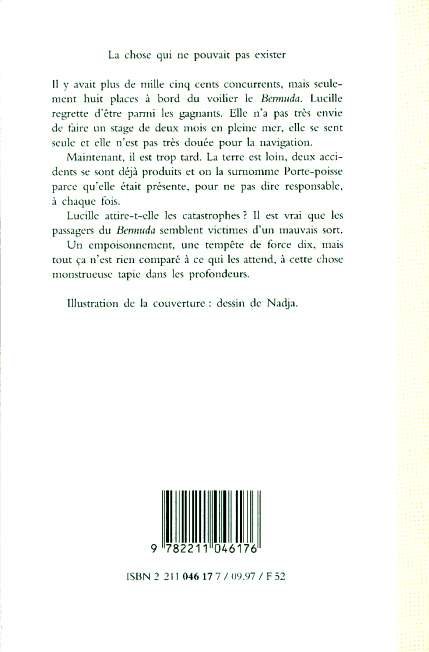 La chose qui ne pouvait pas exister
Il y avait plus de mille cinq cents concurrents, mais seule-
ment huit places à bord du voilier le Bermuda. Lucille
regrette d'être parmi les gagnants. Elle n'a pas très envie
de faire un stage de deux mois en pleine mer, elle se sent
seule et elle n'est pas très douée pour la navigation.
Maintenant, il est trop tard. La terre est loin, deux acci-
dents se sont déjà produits et on la surnomme Porte-poisse
parce qu'elle était présente, pour ne pas dire responsable,
à chaque fois.
Lucille attire-t-elle les catastrophes ? Il est vrai que les
passagers du Bermuda semblent victimes d'un mauvais sort.
Un empoisonnement, une tempête de force dix, mais
tout ça n'est rien comparé à ce qui les attend, à cette chose
monstrueuse tapie dans les profondeurs.
Illustration de la couverture : dessin de Nadja.
9 782211 046176
ISBN 2 211 046 17 7 / 09.97 / F 52